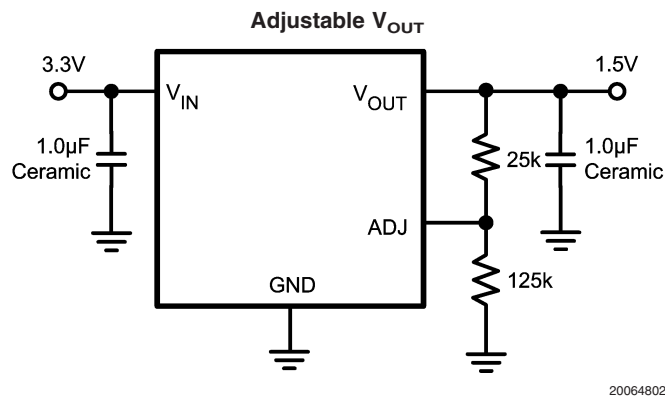 Adjustable VOUT
3.3V
1.5V
VIN
VOUT
1.0µF
Ceramic
25k
1.0µF
Ceramic
ADJ
GND
125k
20064802